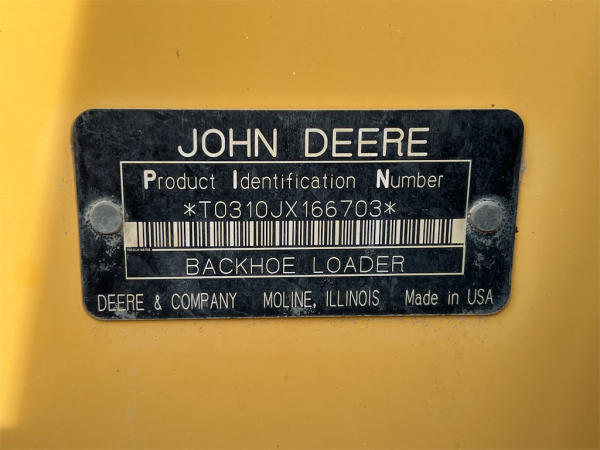 JOHN DEERE
Product Identification Number
*T0310JX166703*
BACKHOE LOADER
DEERE & COMPANY MOLINE, ILLINOIS Made in USA